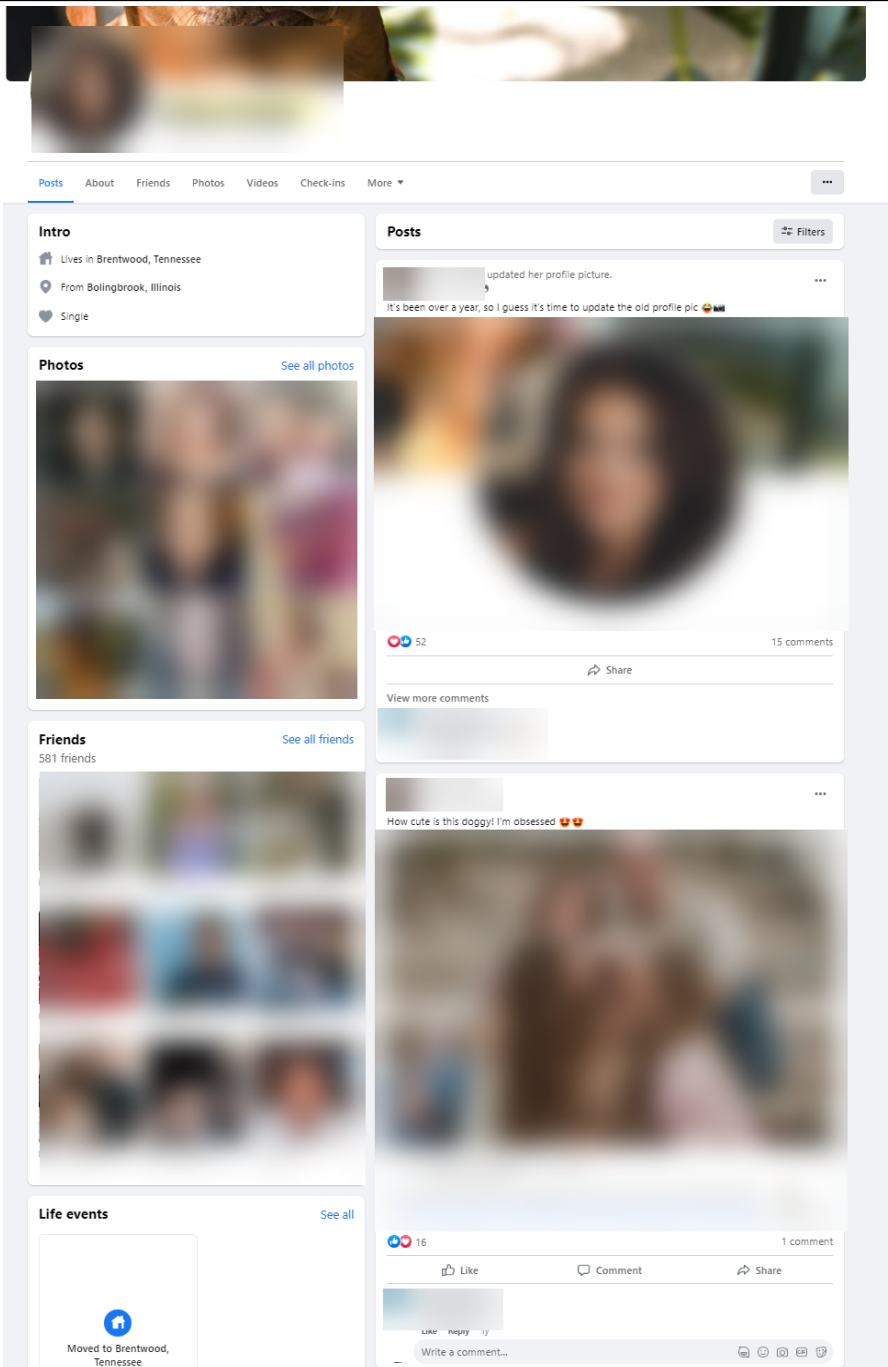 Posts About Friends Photos Videos Check-ins More
Intro
Lives in Brentwood, Tennessee
From Bolingbrook, Illinois
Single
Photos See all photos
Friends See all friends
581 friends
Life events See all
Moved to Brentwood,
Tennessee
Posts Filters
updated her profile picture.
It's been over a year, so I guess it's time to update the old profile pic 😂📸
52 15 comments
Share
View more comments
How cute is this doggy! I'm obsessed 😍😍
16 1 comment
Like Comment Share
Like Reply 1y
Write a comment...
GIF